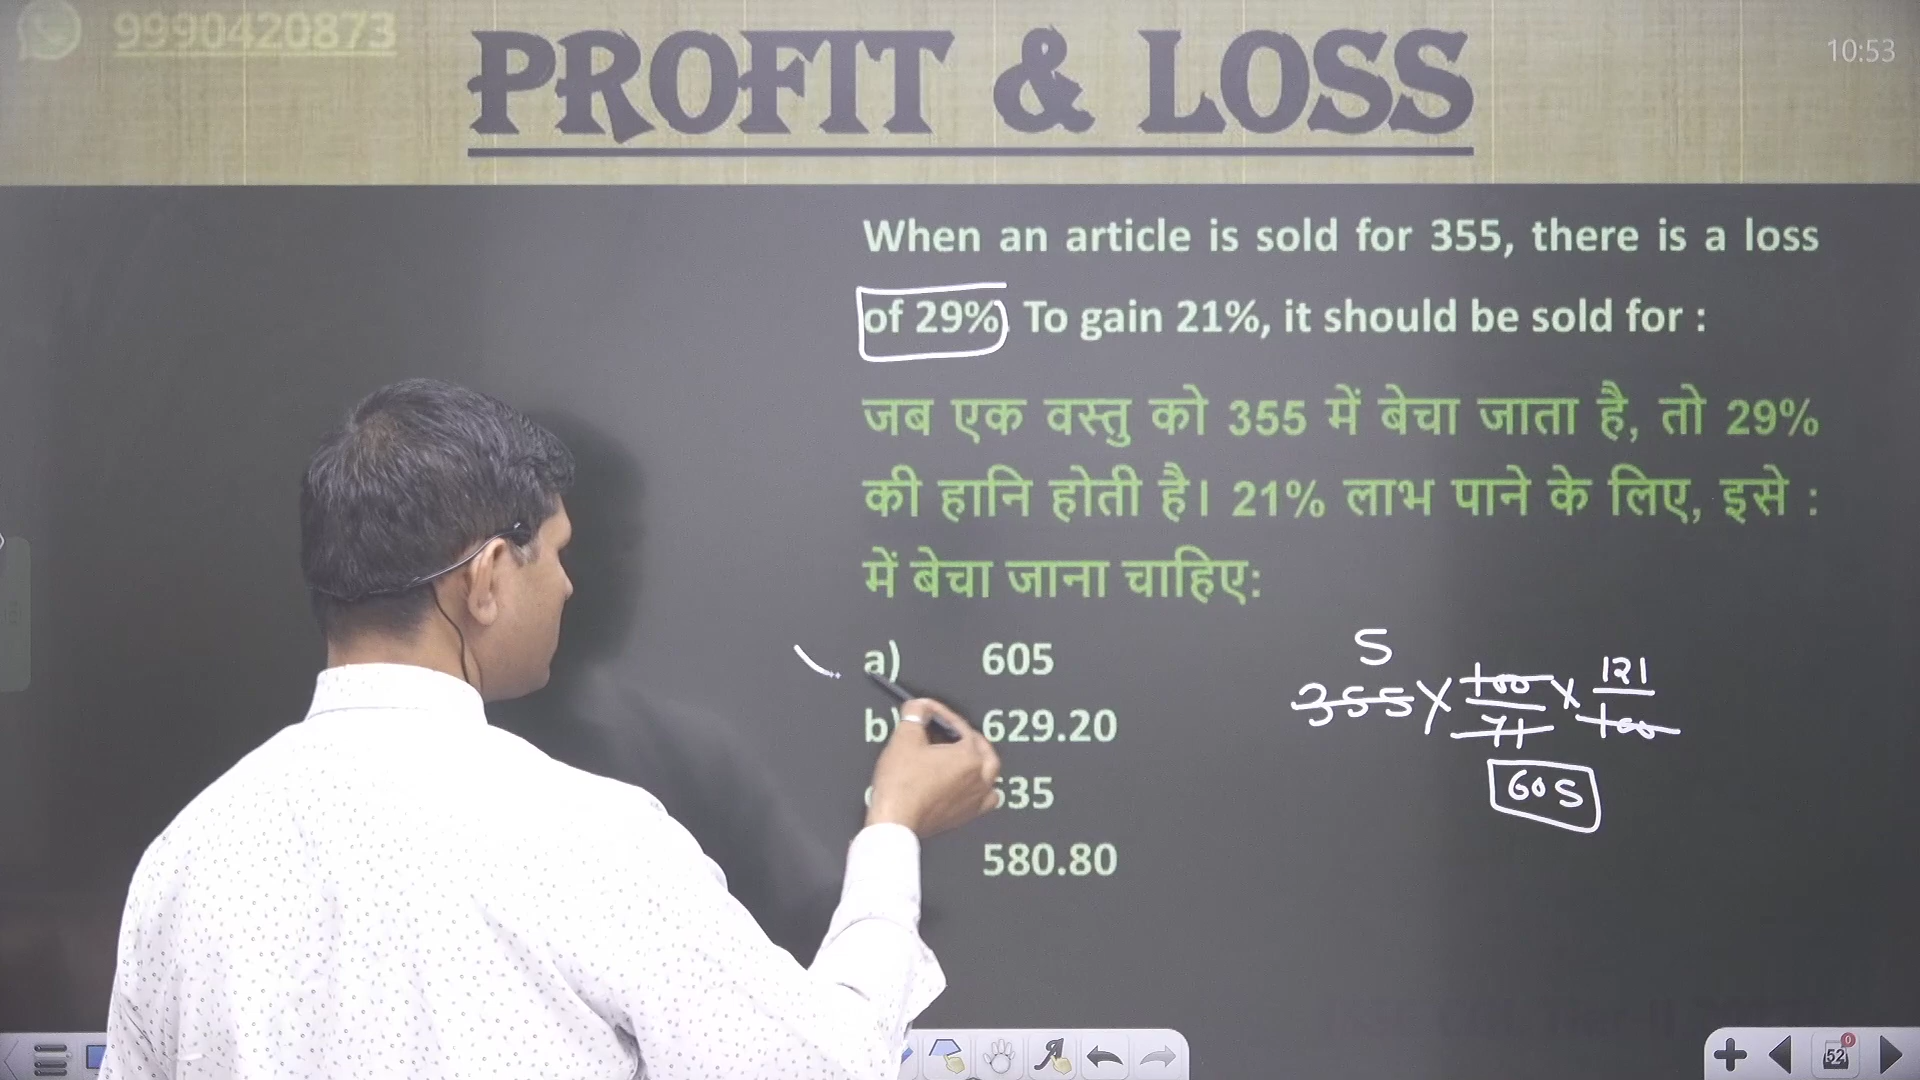 9990420873
PROFIT & LOSS
10:53
When an article is sold for 355, there is a loss
of 29% To gain 21%, it should be sold for :
जब एक वस्तु को 355 में बेचा जाता है, तो 29%
की हानि होती है। 21% लाभ पाने के लिए, इसे :
में बेचा जाना चाहिए:
a) 605
b) 629.20
635
580.80
5
355 X 100/71 X 121/100
605
52